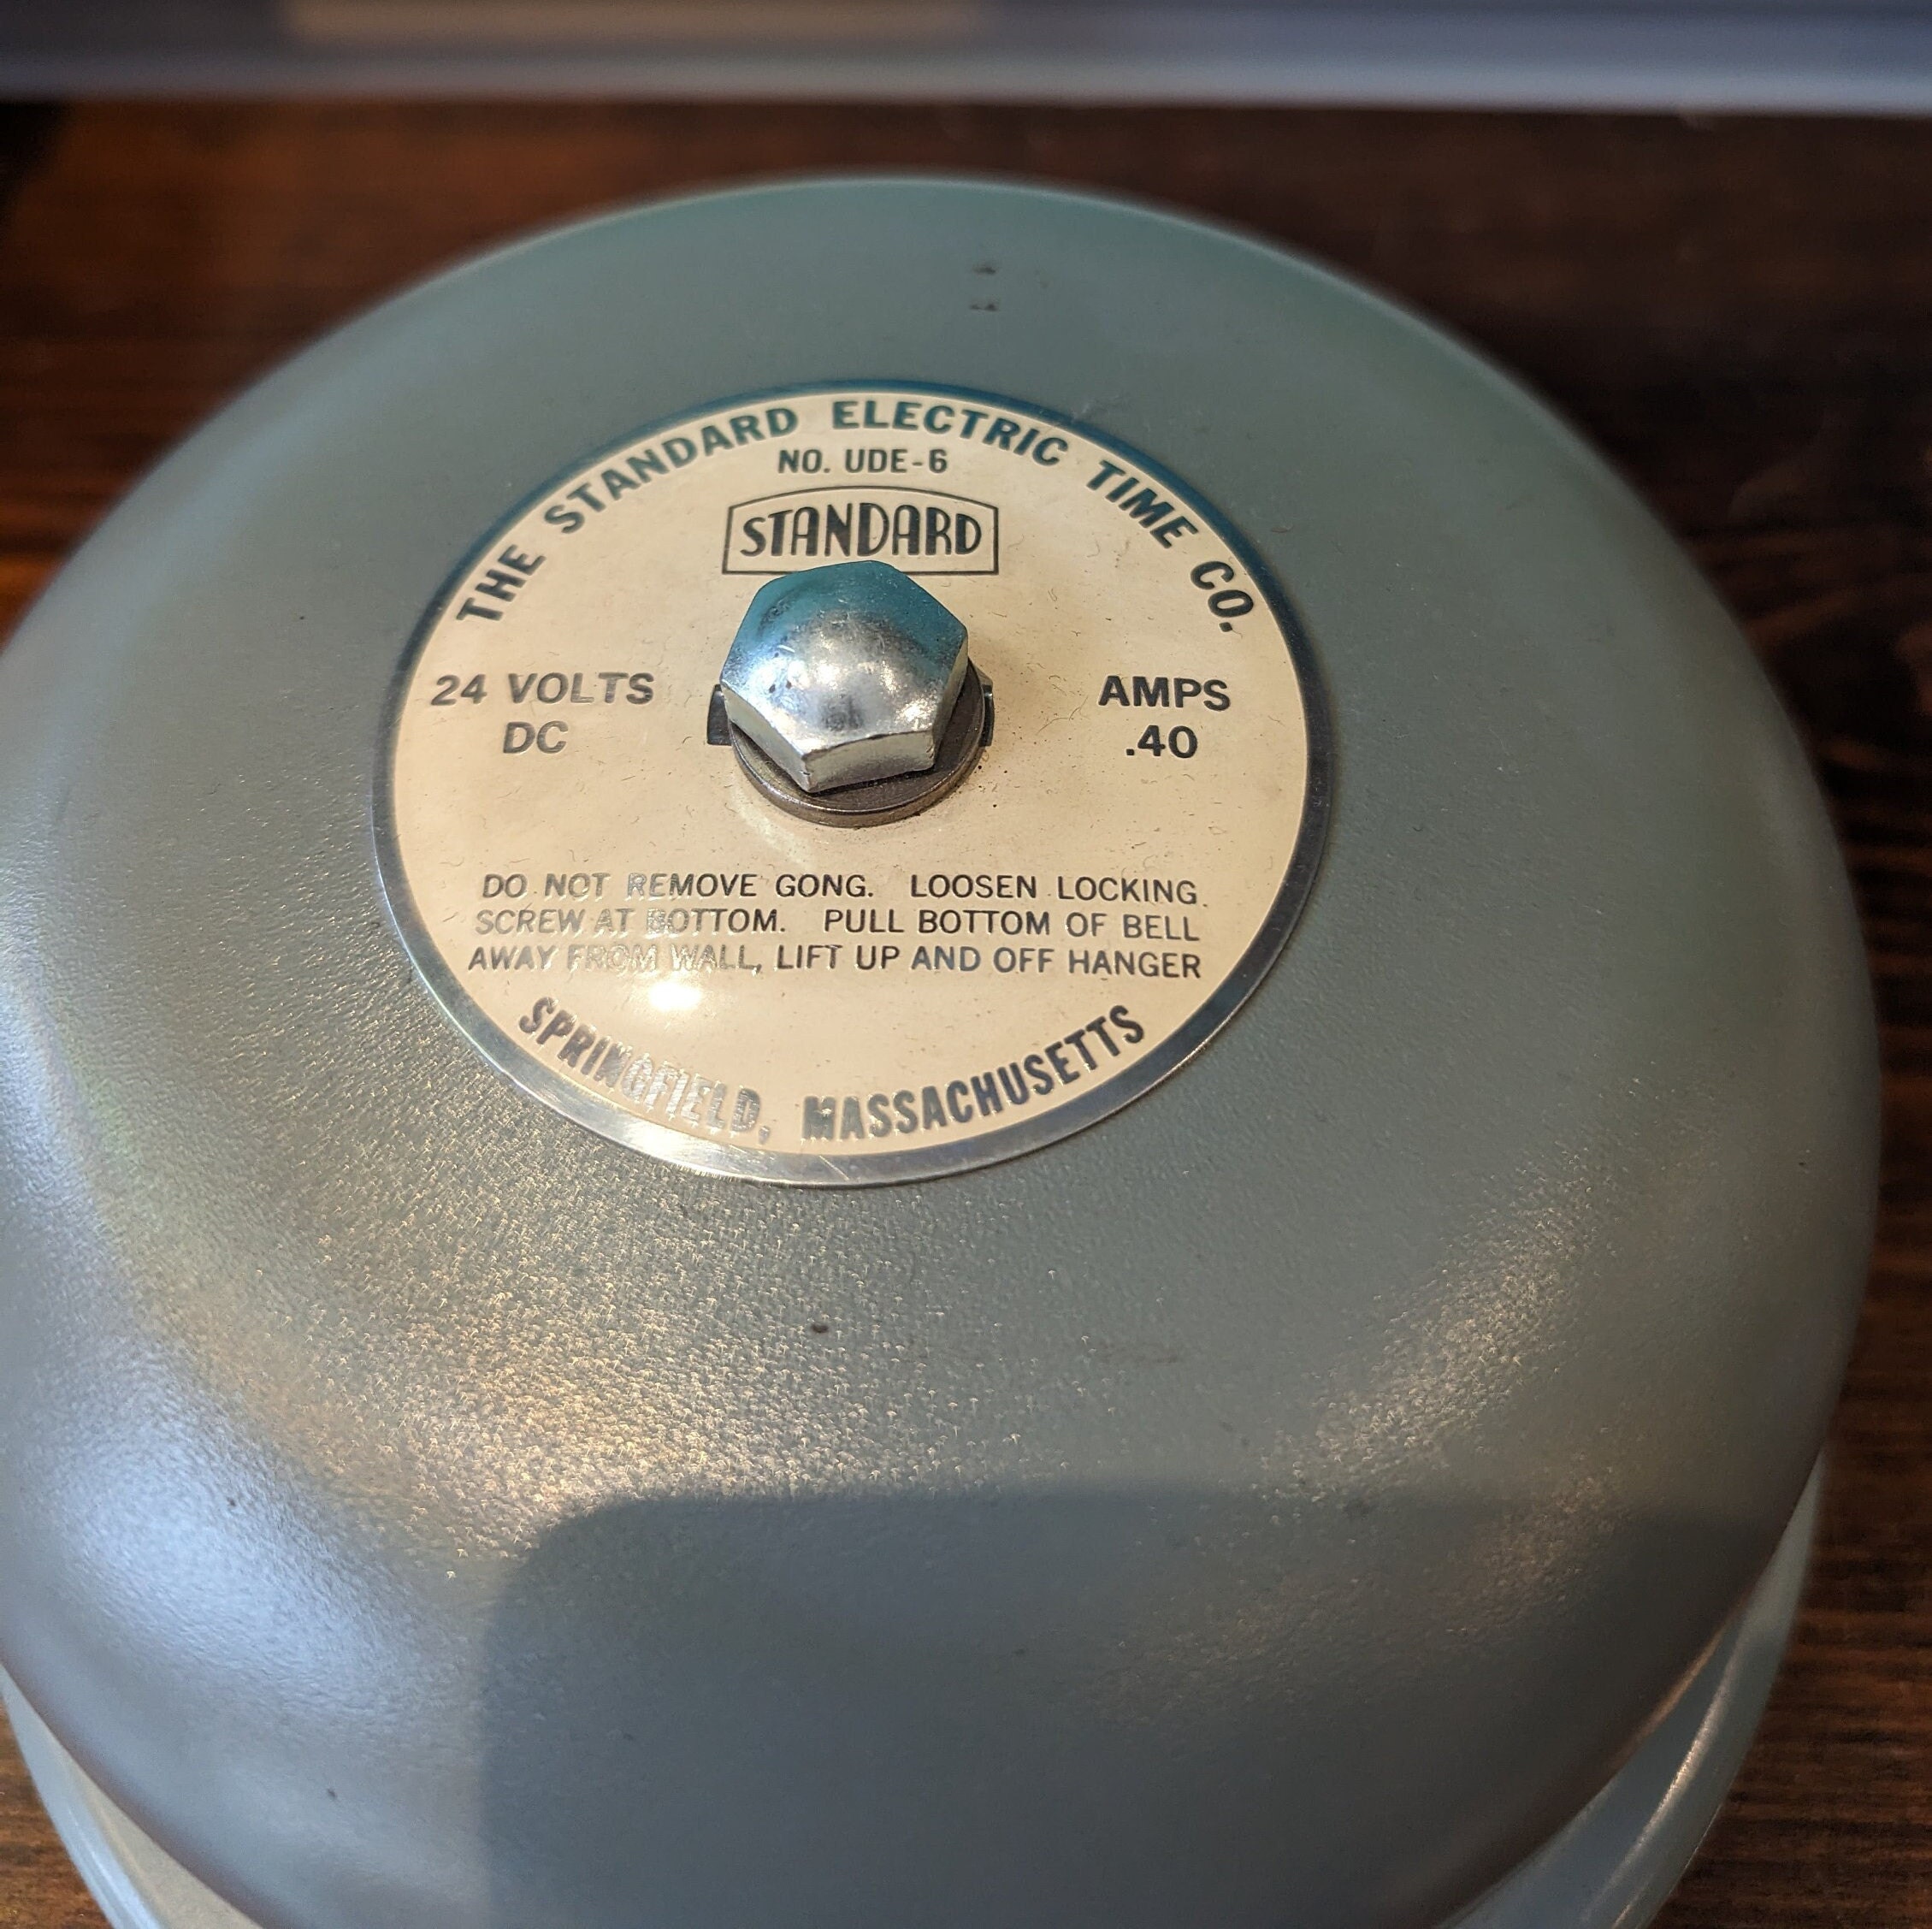 THE STANDARD ELECTRIC TIME CO.
NO. UDE-6
STANDARD
24 VOLTS
DC
AMPS
.40
DO NOT REMOVE GONG. LOOSEN LOCKING
SCREW AT BOTTOM. PULL BOTTOM OF BELL
AWAY FROM WALL, LIFT UP AND OFF HANGER
SPRINGFIELD, MASSACHUSETTS